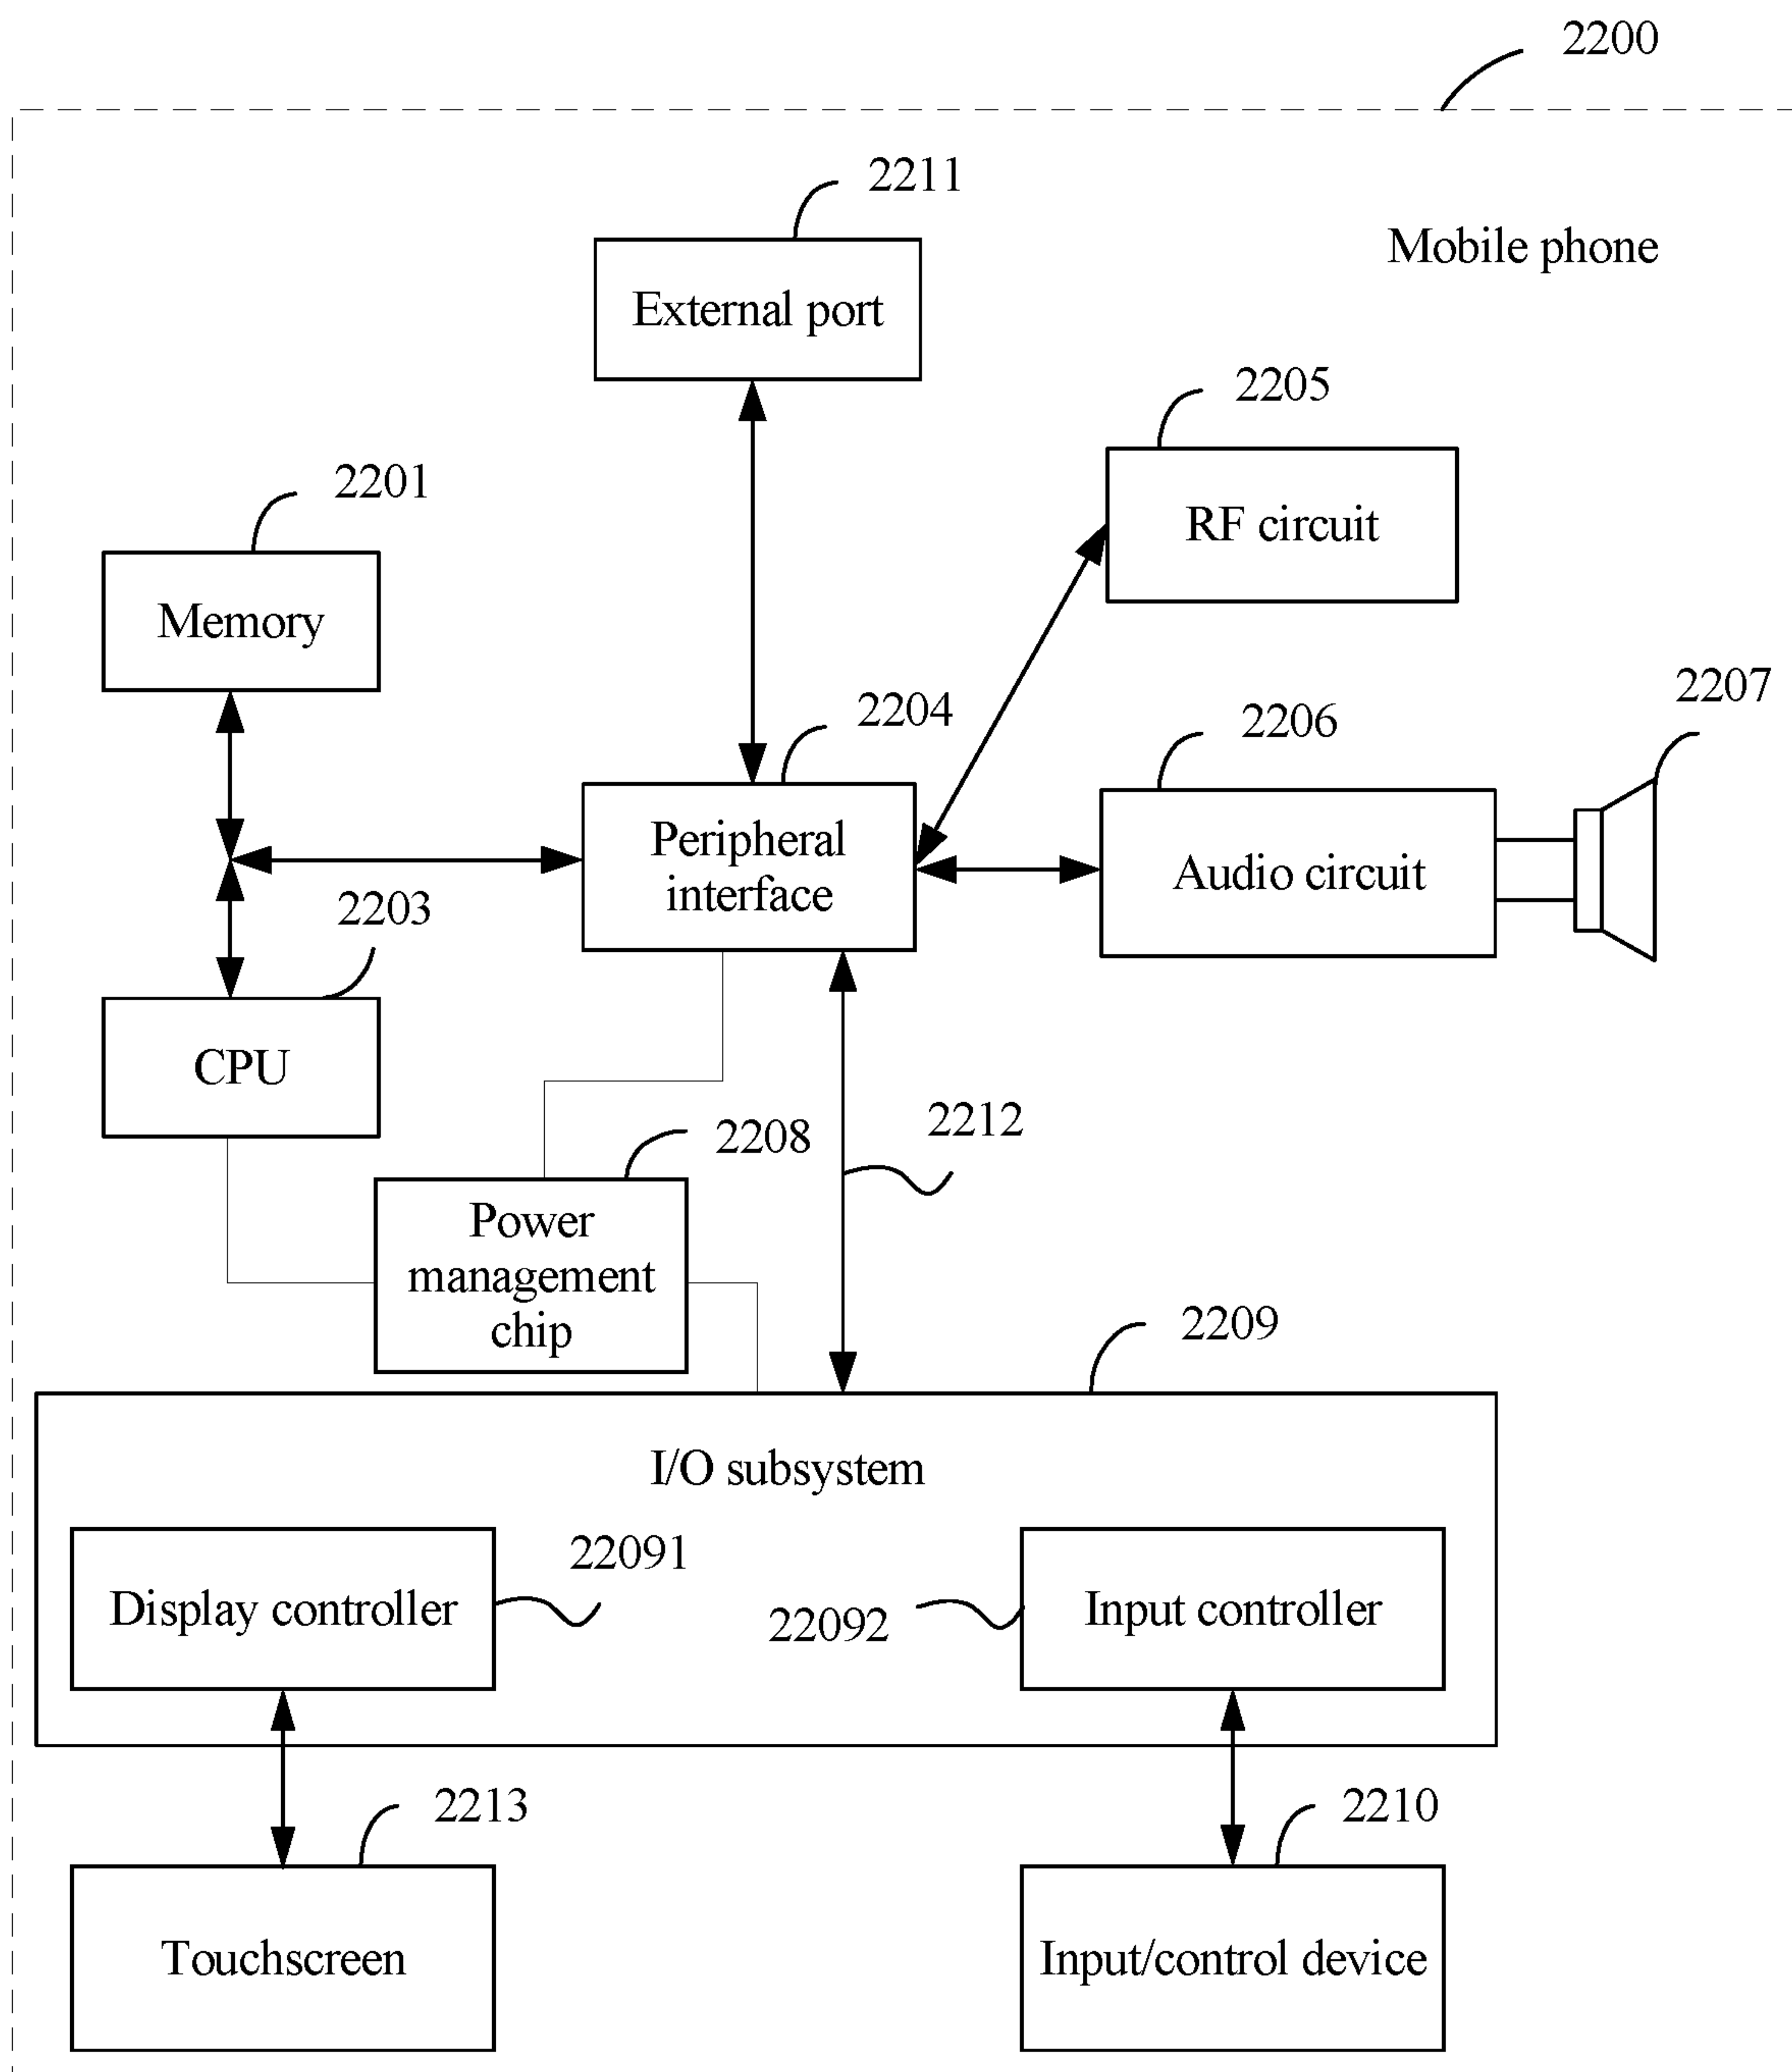 2200
2211
Mobile phone
External port
2205
2201
RF circuit
Memory
2204
2206
2207
Peripheral
interface
Audio circuit
2203
CPU
2208
2212
Power
management
chip
2209
I/O subsystem
22091
Display controller
22092
Input controller
2213
2210
Touchscreen
Input/control device